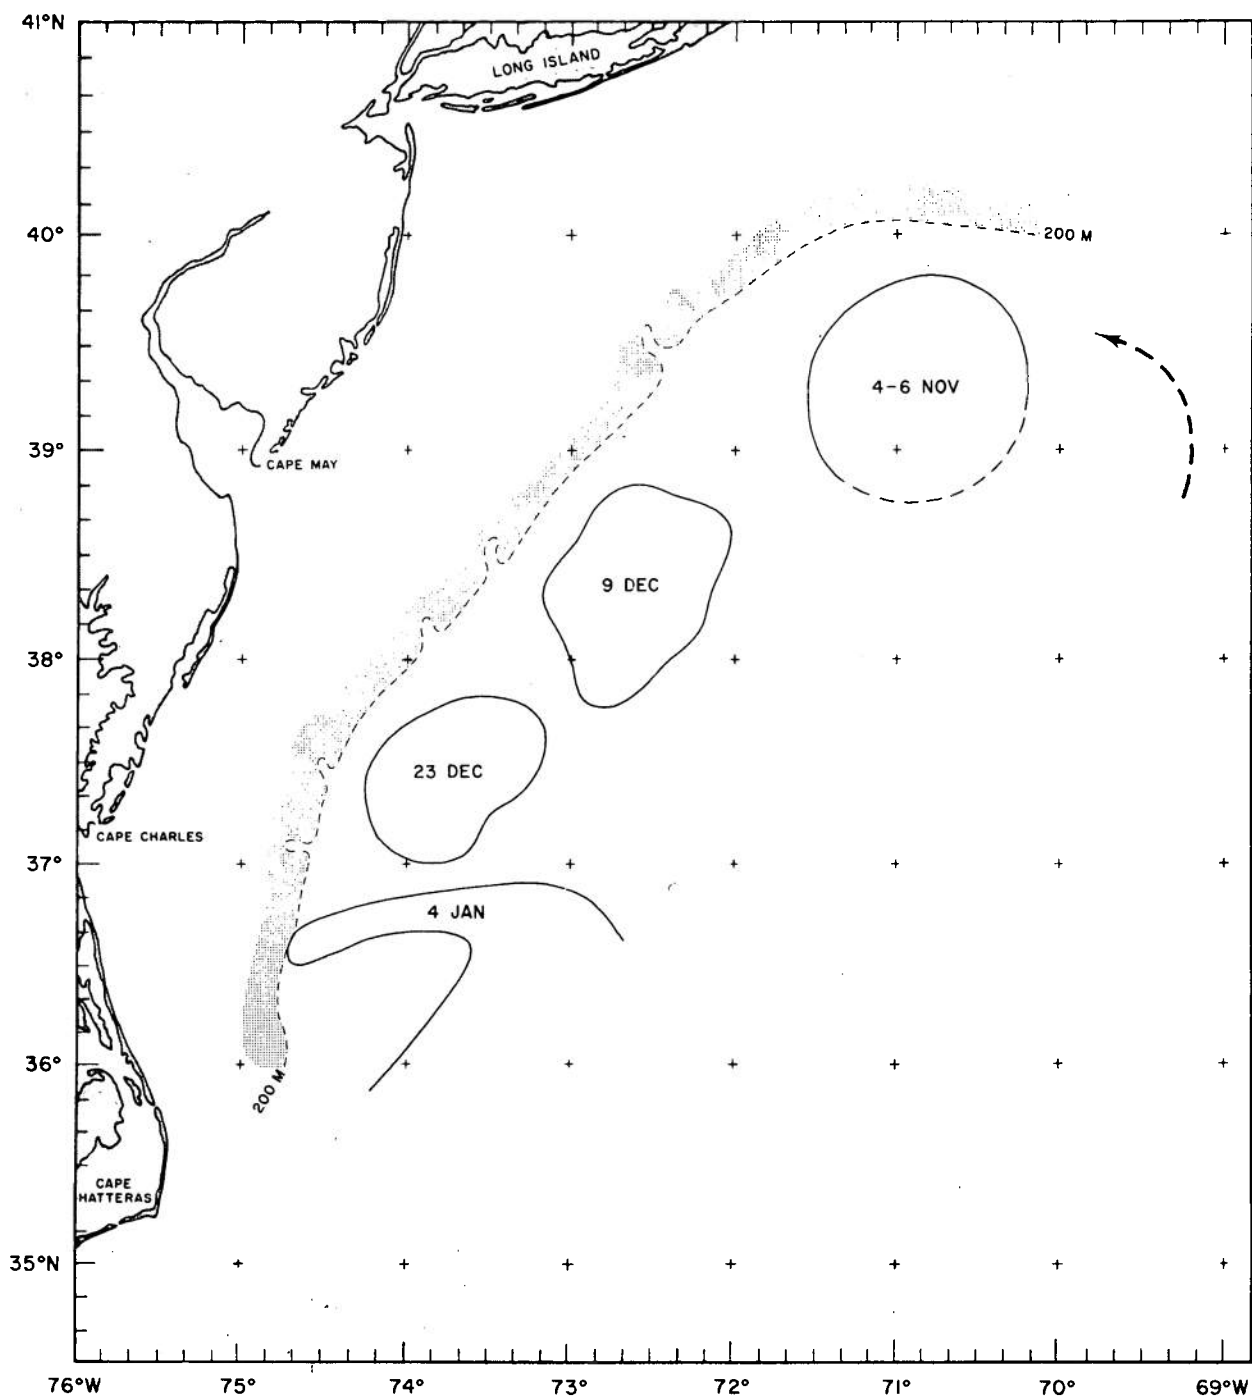 41°N
LONG ISLAND
40°
200 M
4-6 NOV
39°
CAPE MAY
9 DEC
38°
23 DEC
CAPE CHARLES
37°
4 JAN
36°
200 M
CAPE
HATTERAS
35°N
76°W 75° 74° 73° 72° 71° 70° 69°W